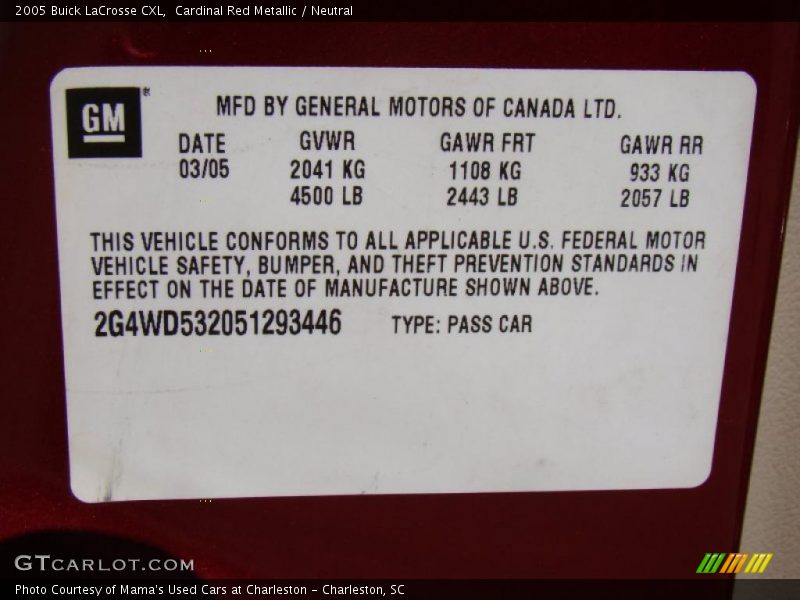 2005 Buick LaCrosse CXL,  Cardinal Red Metallic / Neutral
GM®
MFD BY GENERAL MOTORS OF CANADA LTD.
DATE GVWR GAWR FRT GAWR RR
03/05 2041 KG 1108 KG 933 KG
4500 LB 2443 LB 2057 LB
THIS VEHICLE CONFORMS TO ALL APPLICABLE U.S. FEDERAL MOTOR
VEHICLE SAFETY, BUMPER, AND THEFT PREVENTION STANDARDS IN
EFFECT ON THE DATE OF MANUFACTURE SHOWN ABOVE.
2G4WD532051293446 TYPE: PASS CAR
GTCARLOT.COM
Photo Courtesy of Mama's Used Cars at Charleston - Charleston, SC